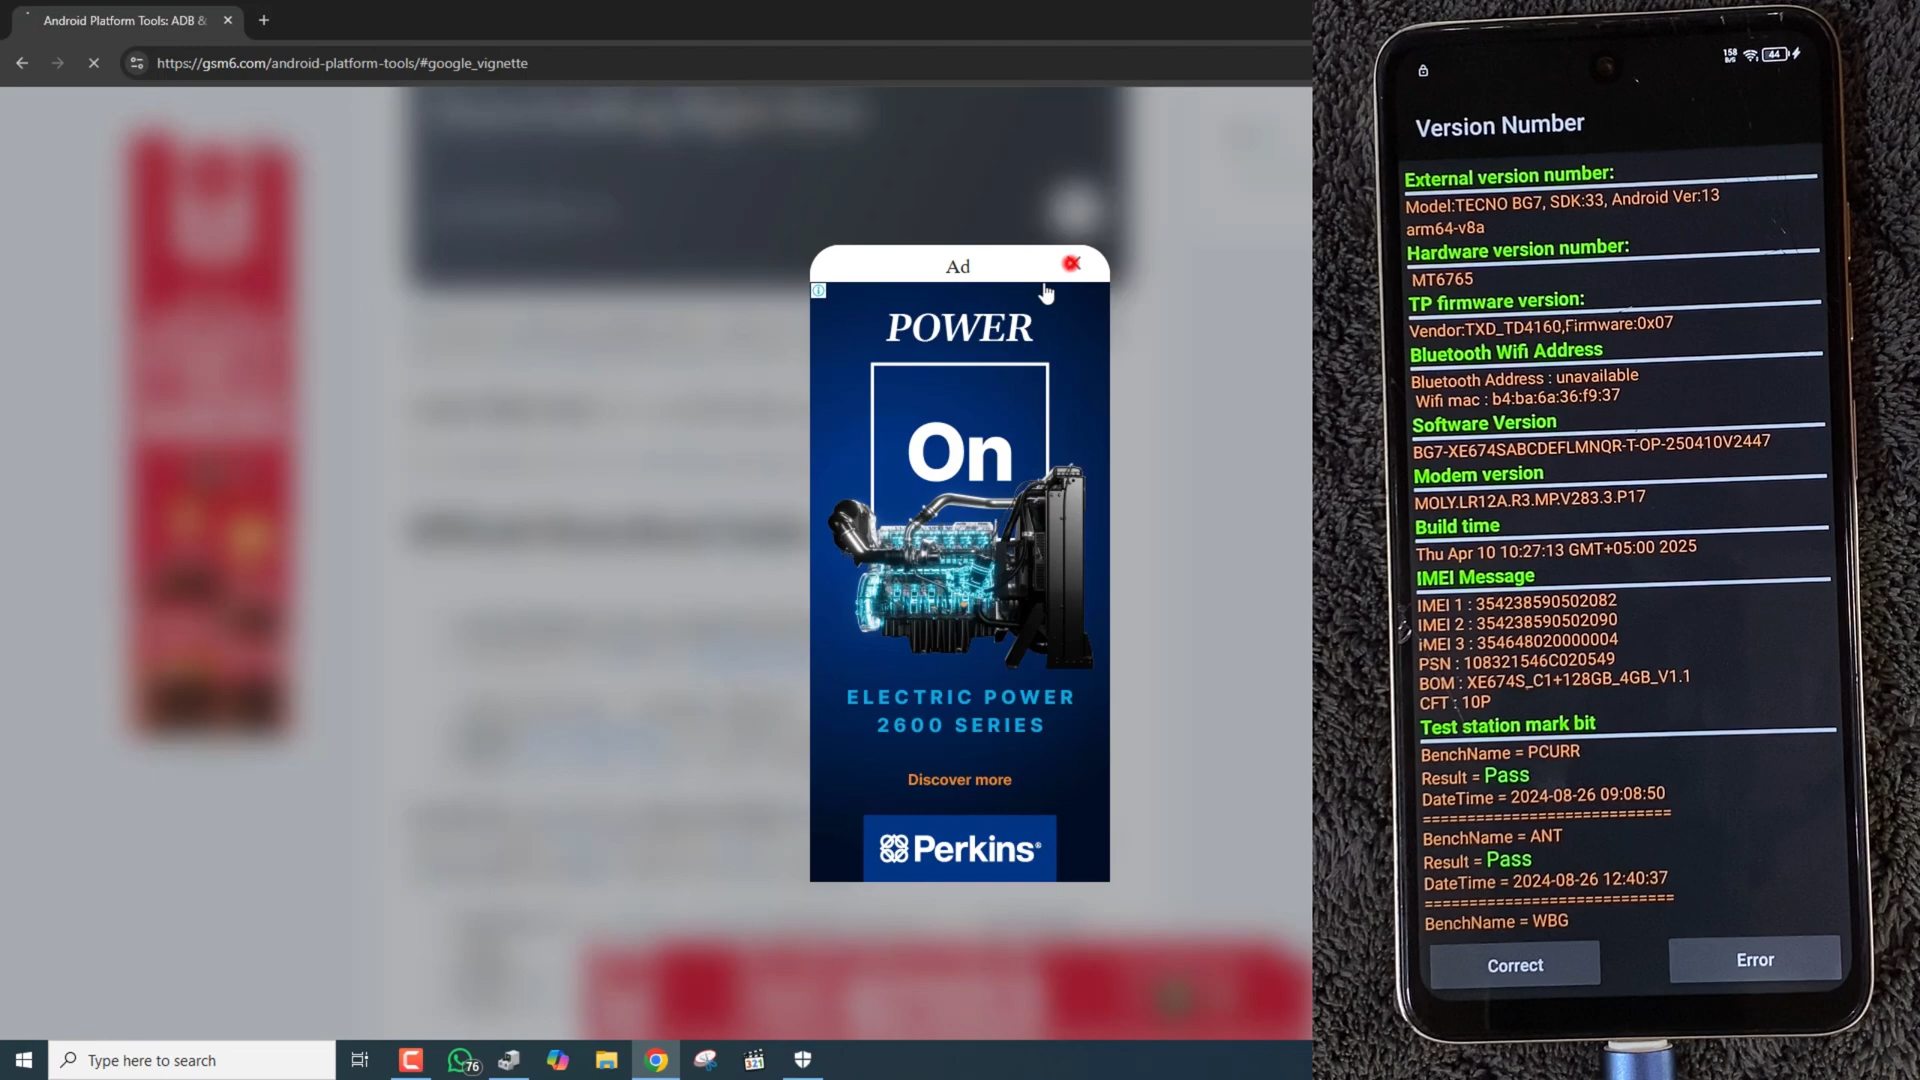 Android Platform Tools: ADB &
https://gsm6.com/android-platform-tools/#google_vignette
Ad
POWER
On
ELECTRIC POWER
2600 SERIES
Discover more
Perkins
Type here to search
76
321
158
B/S
44
Version Number
External version number:
Model:TECNO BG7, SDK:33, Android Ver:13
arm64-v8a
Hardware version number:
MT6765
TP firmware version:
Vendor:TXD_TD4160,Firmware:0x07
Bluetooth Wifi Address
Bluetooth Address : unavailable
Wifi mac : b4:ba:6a:36:f9:37
Software Version
BG7-XE674SABCDEFLMNQR-T-OP-250410V2447
Modem version
MOLY.LR12A.R3.MP.V283.3.P17
Build time
Thu Apr 10 10:27:13 GMT+05:00 2025
IMEI Message
IMEI 1 : 354238590502082
IMEI 2 : 354238590502090
IMEI 3 : 354648020000004
PSN : 108321546C020549
BOM : XE674S_C1+128GB_4GB_V1.1
CFT : 10P
Test station mark bit
BenchName = PCURR
Result = Pass
DateTime = 2024-08-26 09:08:50
===========================
BenchName = ANT
Result = Pass
DateTime = 2024-08-26 12:40:37
===========================
BenchName = WBG
Correct
Error